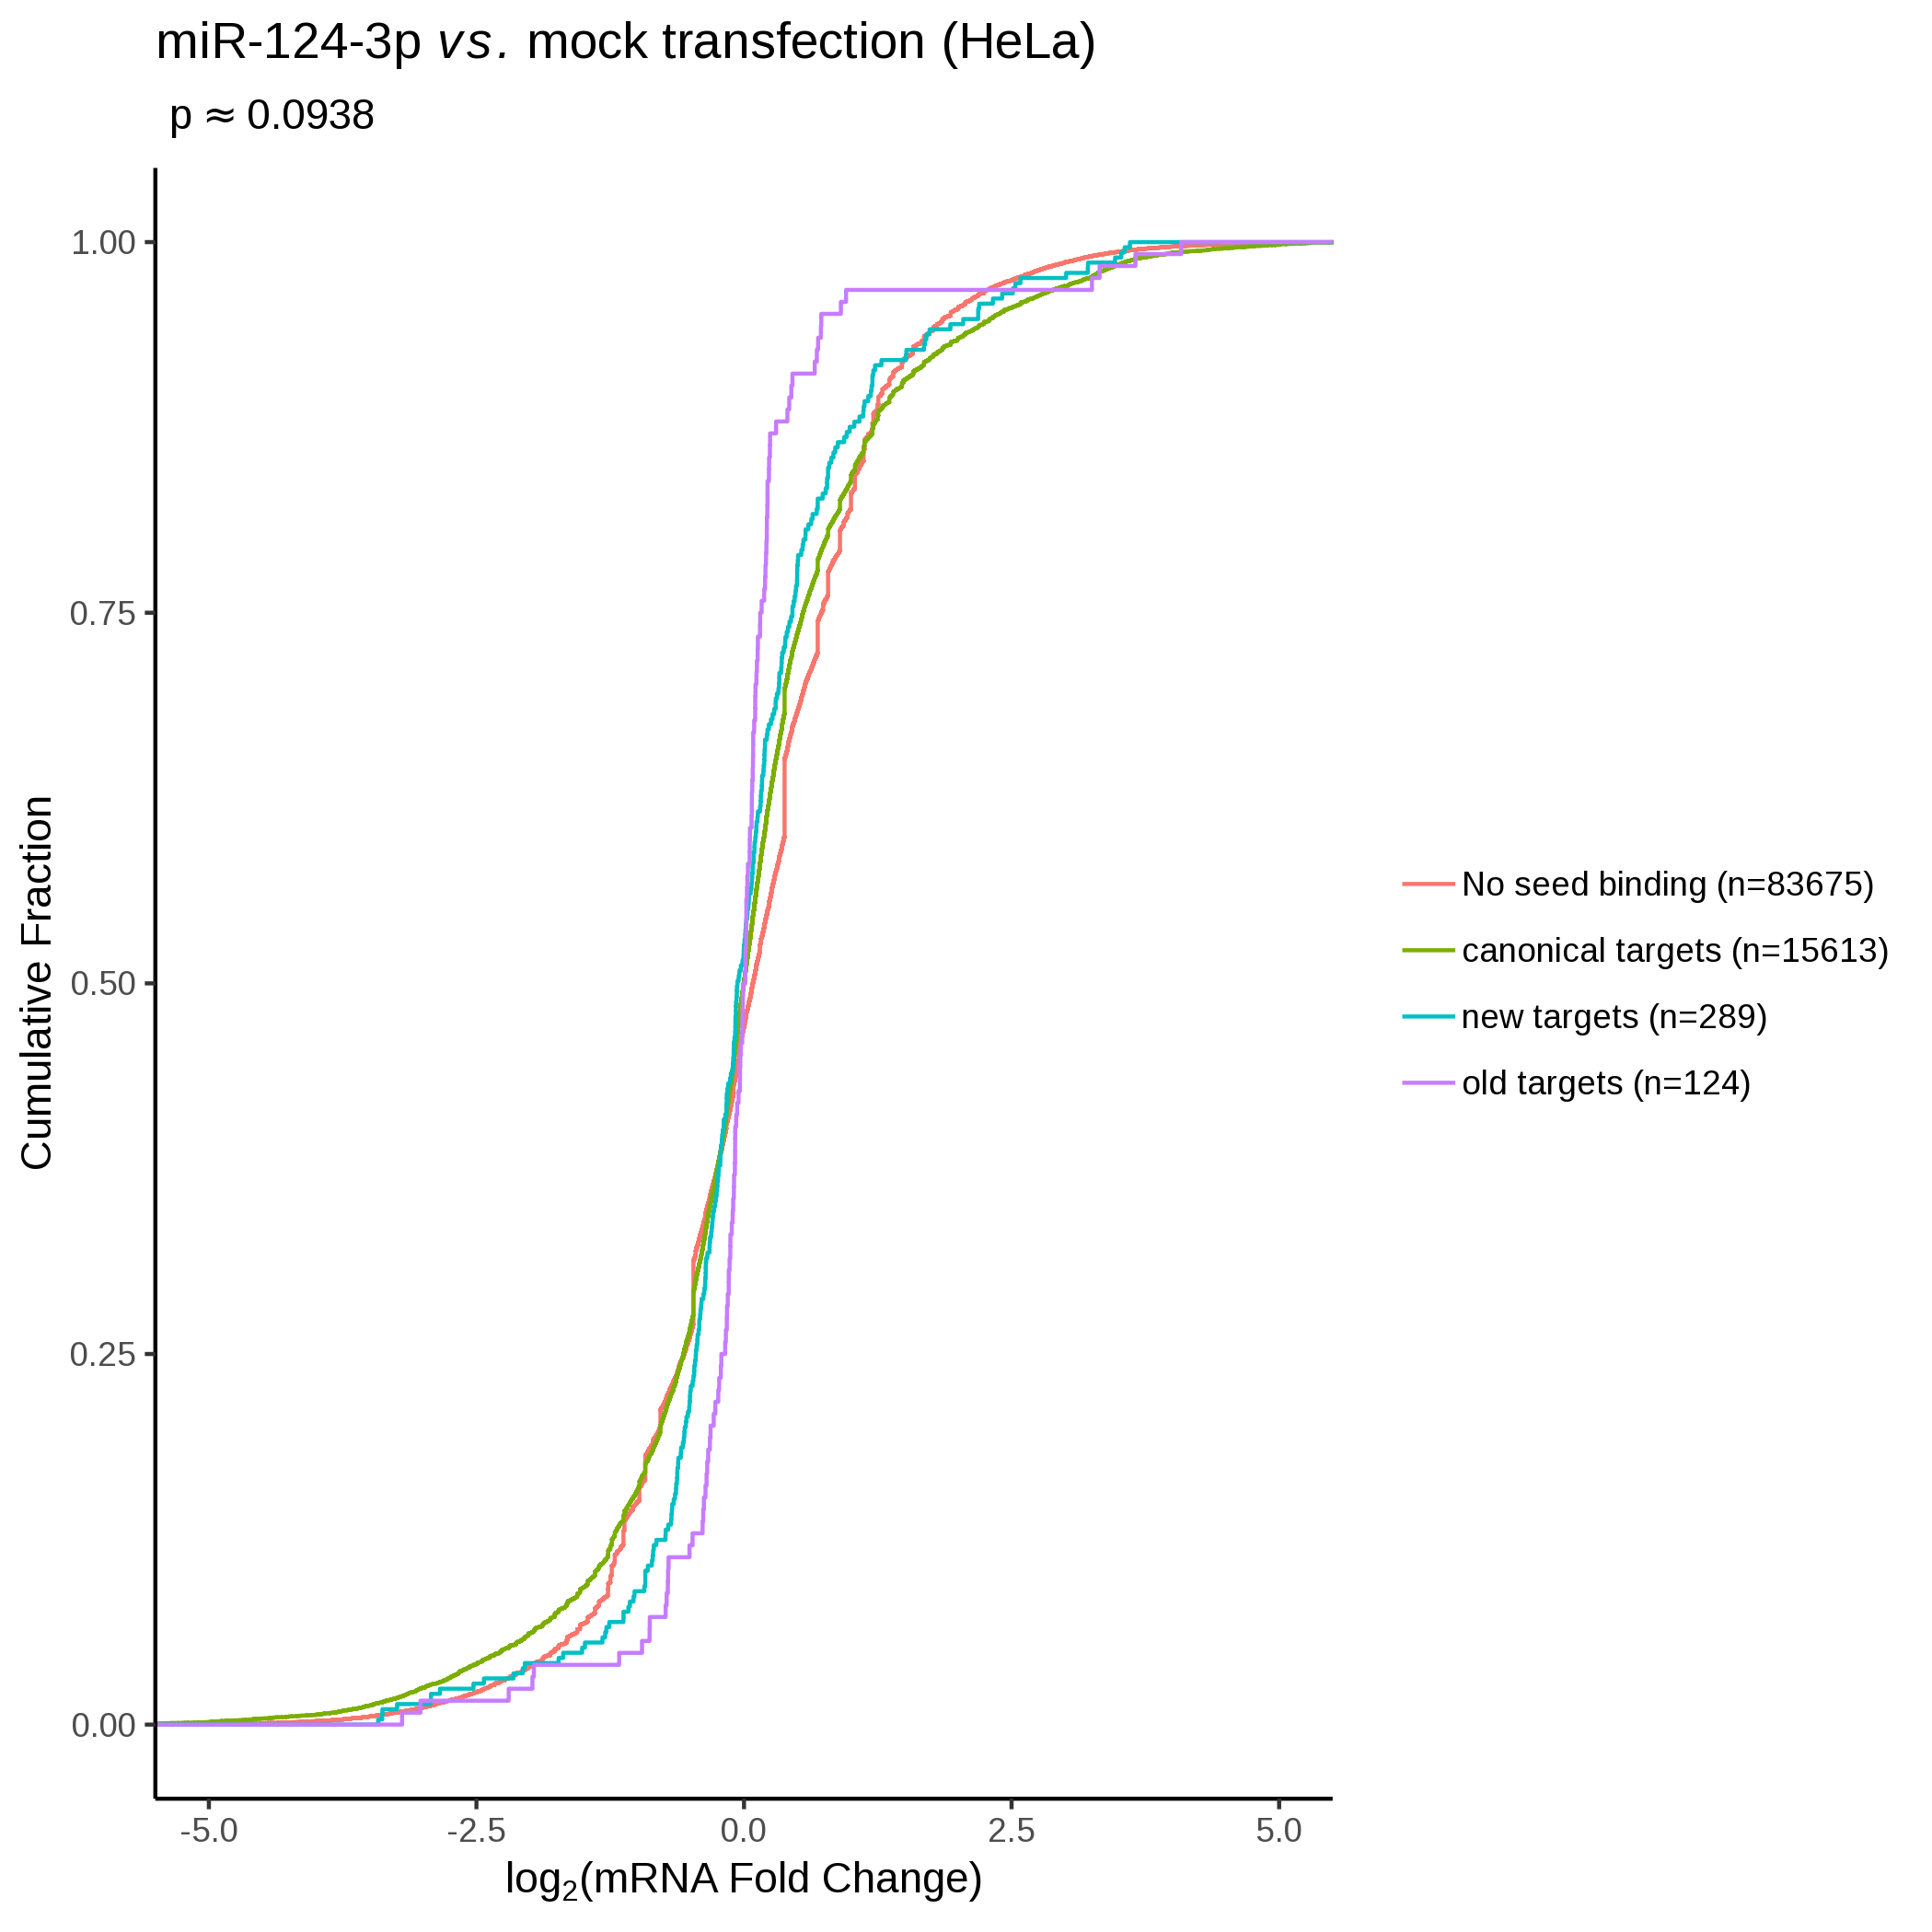 miR-124-3p vs. mock transfection (HeLa)
p ≈ 0.0938
Cumulative Fraction
1.00
0.75
0.50
0.25
0.00
-5.0
-2.5
0.0
2.5
5.0
log2(mRNA Fold Change)
No seed binding (n=83675)
canonical targets (n=15613)
new targets (n=289)
old targets (n=124)